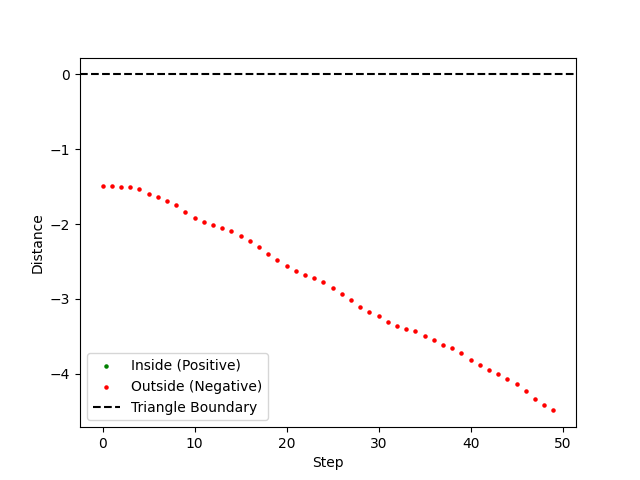 0
−1
−2
−3
−4
Distance
Inside (Positive)
Outside (Negative)
Triangle Boundary
0 10 20 30 40 50
Step